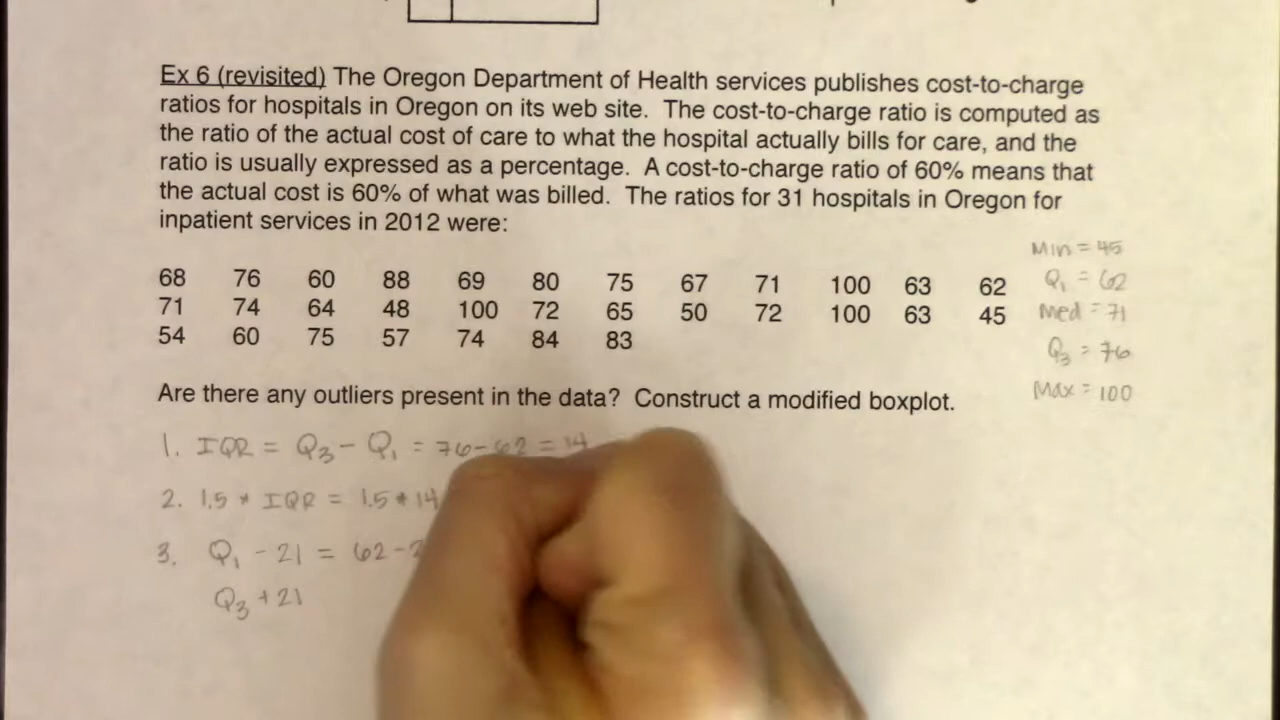 Ex 6 (revisited) The Oregon Department of Health services publishes cost-to-charge
ratios for hospitals in Oregon on its web site. The cost-to-charge ratio is computed as
the ratio of the actual cost of care to what the hospital actually bills for care, and the
ratio is usually expressed as a percentage. A cost-to-charge ratio of 60% means that
the actual cost is 60% of what was billed. The ratios for 31 hospitals in Oregon for
inpatient services in 2012 were:
68 76 60 88 69 80 75 67 71 100 63 62
71 74 64 48 100 72 65 50 72 100 63 45
54 60 75 57 74 84 83
Min = 45
Q₁ = 62
Med = 71
Q₃ = 76
Max = 100
Are there any outliers present in the data? Construct a modified boxplot.
1. IQR = Q₃ - Q₁ = 76-62 = 14
2. 1.5 * IQR = 1.5 * 14
3. Q₁ - 21 = 62-2
Q₃ + 21